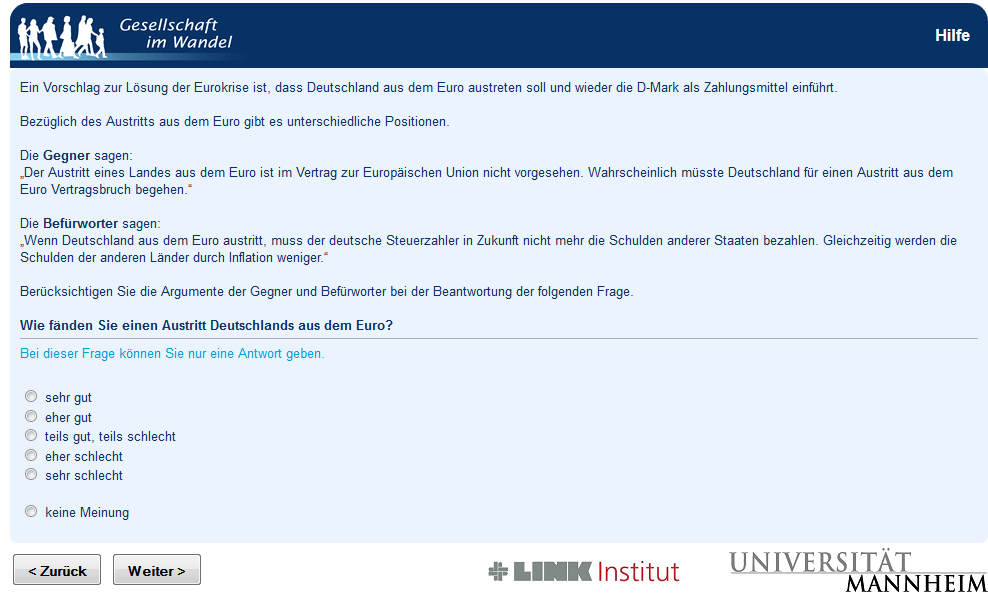 Gesellschaft
im Wandel
Hilfe
Ein Vorschlag zur Lösung der Eurokrise ist, dass Deutschland aus dem Euro austreten soll und wieder die D-Mark als Zahlungsmittel einführt.
Bezüglich des Austritts aus dem Euro gibt es unterschiedliche Positionen.
Die Gegner sagen:
„Der Austritt eines Landes aus dem Euro ist im Vertrag zur Europäischen Union nicht vorgesehen. Wahrscheinlich müsste Deutschland für einen Austritt aus dem
Euro Vertragsbruch begehen.“
Die Befürworter sagen:
„Wenn Deutschland aus dem Euro austritt, muss der deutsche Steuerzahler in Zukunft nicht mehr die Schulden anderer Staaten bezahlen. Gleichzeitig werden die
Schulden der anderen Länder durch Inflation weniger.“
Berücksichtigen Sie die Argumente der Gegner und Befürworter bei der Beantwortung der folgenden Frage.
Wie fänden Sie einen Austritt Deutschlands aus dem Euro?
Bei dieser Frage können Sie nur eine Antwort geben.
sehr gut
eher gut
teils gut, teils schlecht
eher schlecht
sehr schlecht
keine Meinung
< Zurück
Weiter >
LINK Institut
UNIVERSITÄT
MANNHEIM